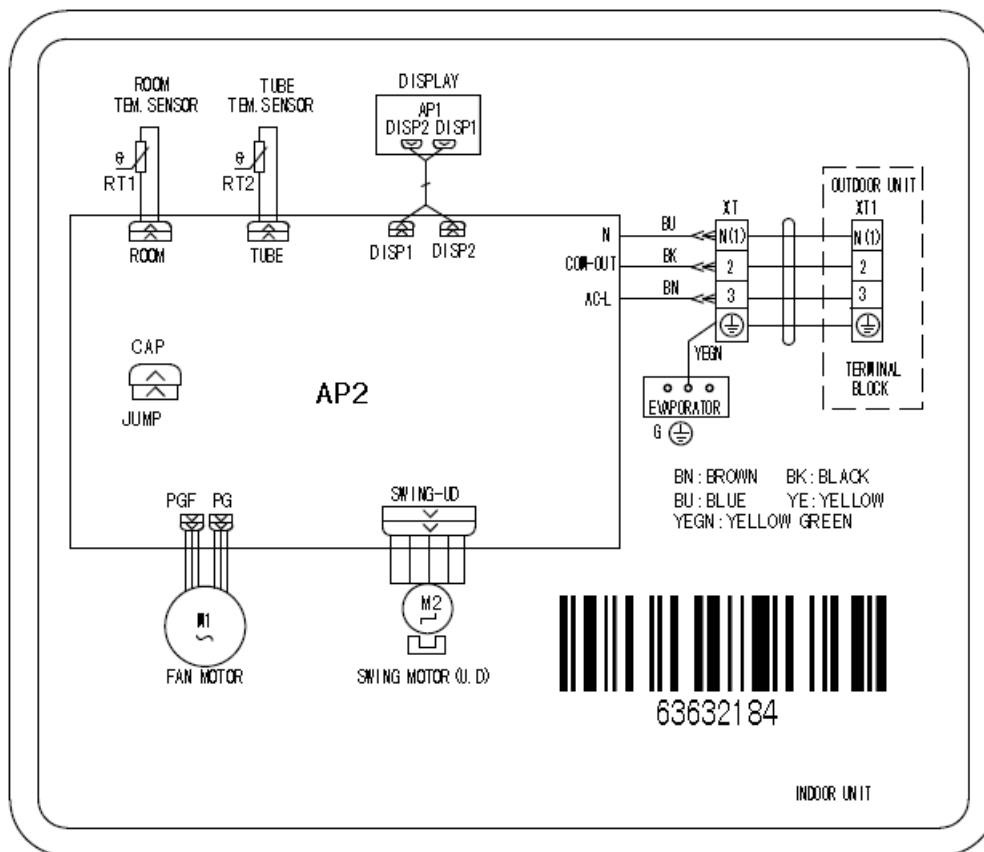 ROOM
TEM. SENSOR
TUBE
TEM. SENSOR
DISPLAY
AP1
DISP2 DISP1
θ
RT1
θ
RT2
ROOM
TUBE
DISP1
DISP2
N
COM-OUT
AC-L
BU
BK
BN
XT
N(1)
2
3
YEGN
OUTDOOR UNIT
XT1
N(1)
2
3
TERMINAL
BLOCK
EVAPORATOR
G
CAP
JUMP
AP2
PGF PG
SWING-UD
M1
FAN MOTOR
M2
SWING MOTOR (U.D)
BN : BROWN BK : BLACK
BU : BLUE YE : YELLOW
YEGN : YELLOW GREEN
63632184
INDOOR UNIT